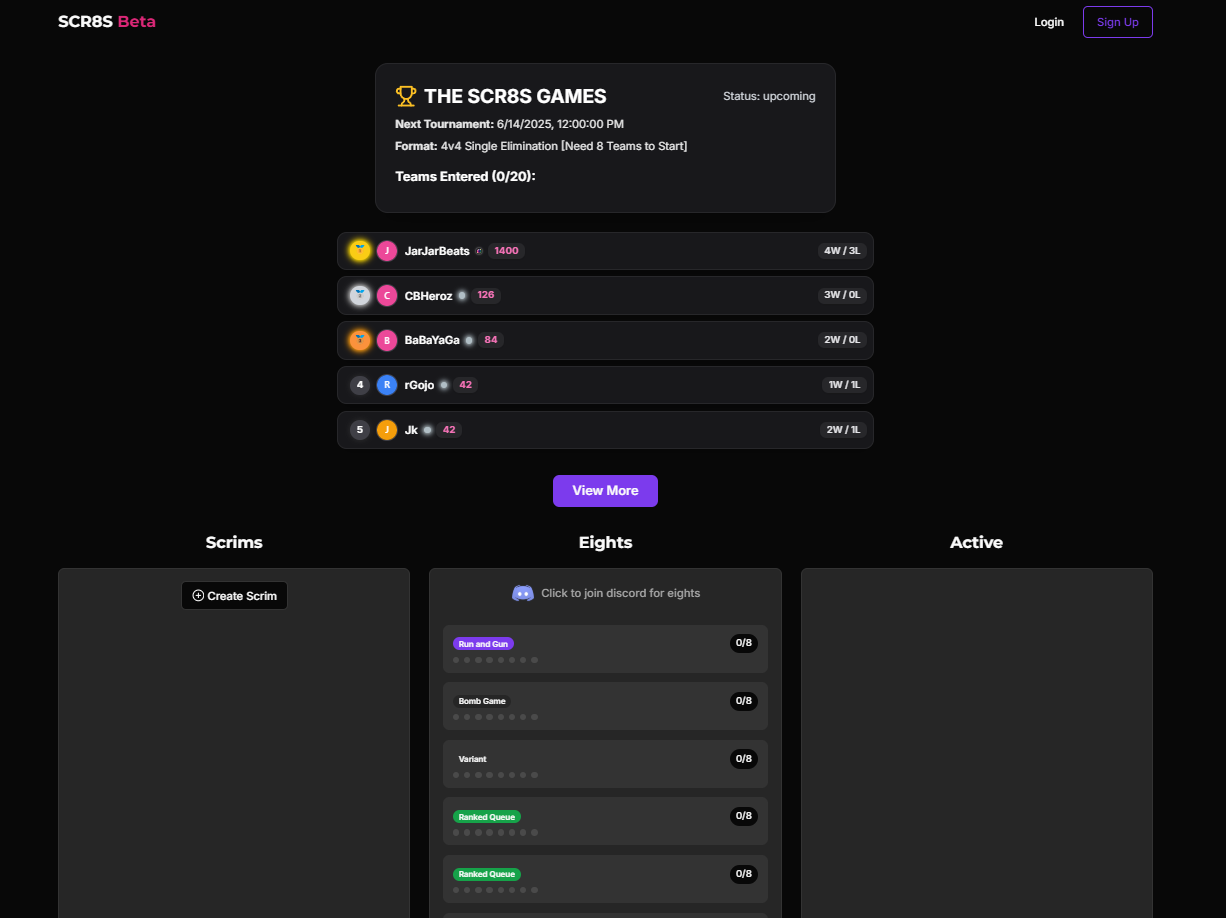 SCR8S Beta
Login
Sign Up
THE SCR8S GAMES
Status: upcoming
Next Tournament: 6/14/2025, 12:00:00 PM
Format: 4v4 Single Elimination [Need 8 Teams to Start]
Teams Entered (0/20):
J JarJarBeats 1400 4W / 3L
C CBHeroz 126 3W / 0L
B BaBaYaGa 84 2W / 0L
4 R rGojo 42 1W / 1L
5 J Jk 42 2W / 1L
View More
Scrims
Create Scrim
Eights
Click to join discord for eights
Run and Gun 0/8
Bomb Game 0/8
Variant 0/8
Ranked Queue 0/8
Ranked Queue 0/8
Active